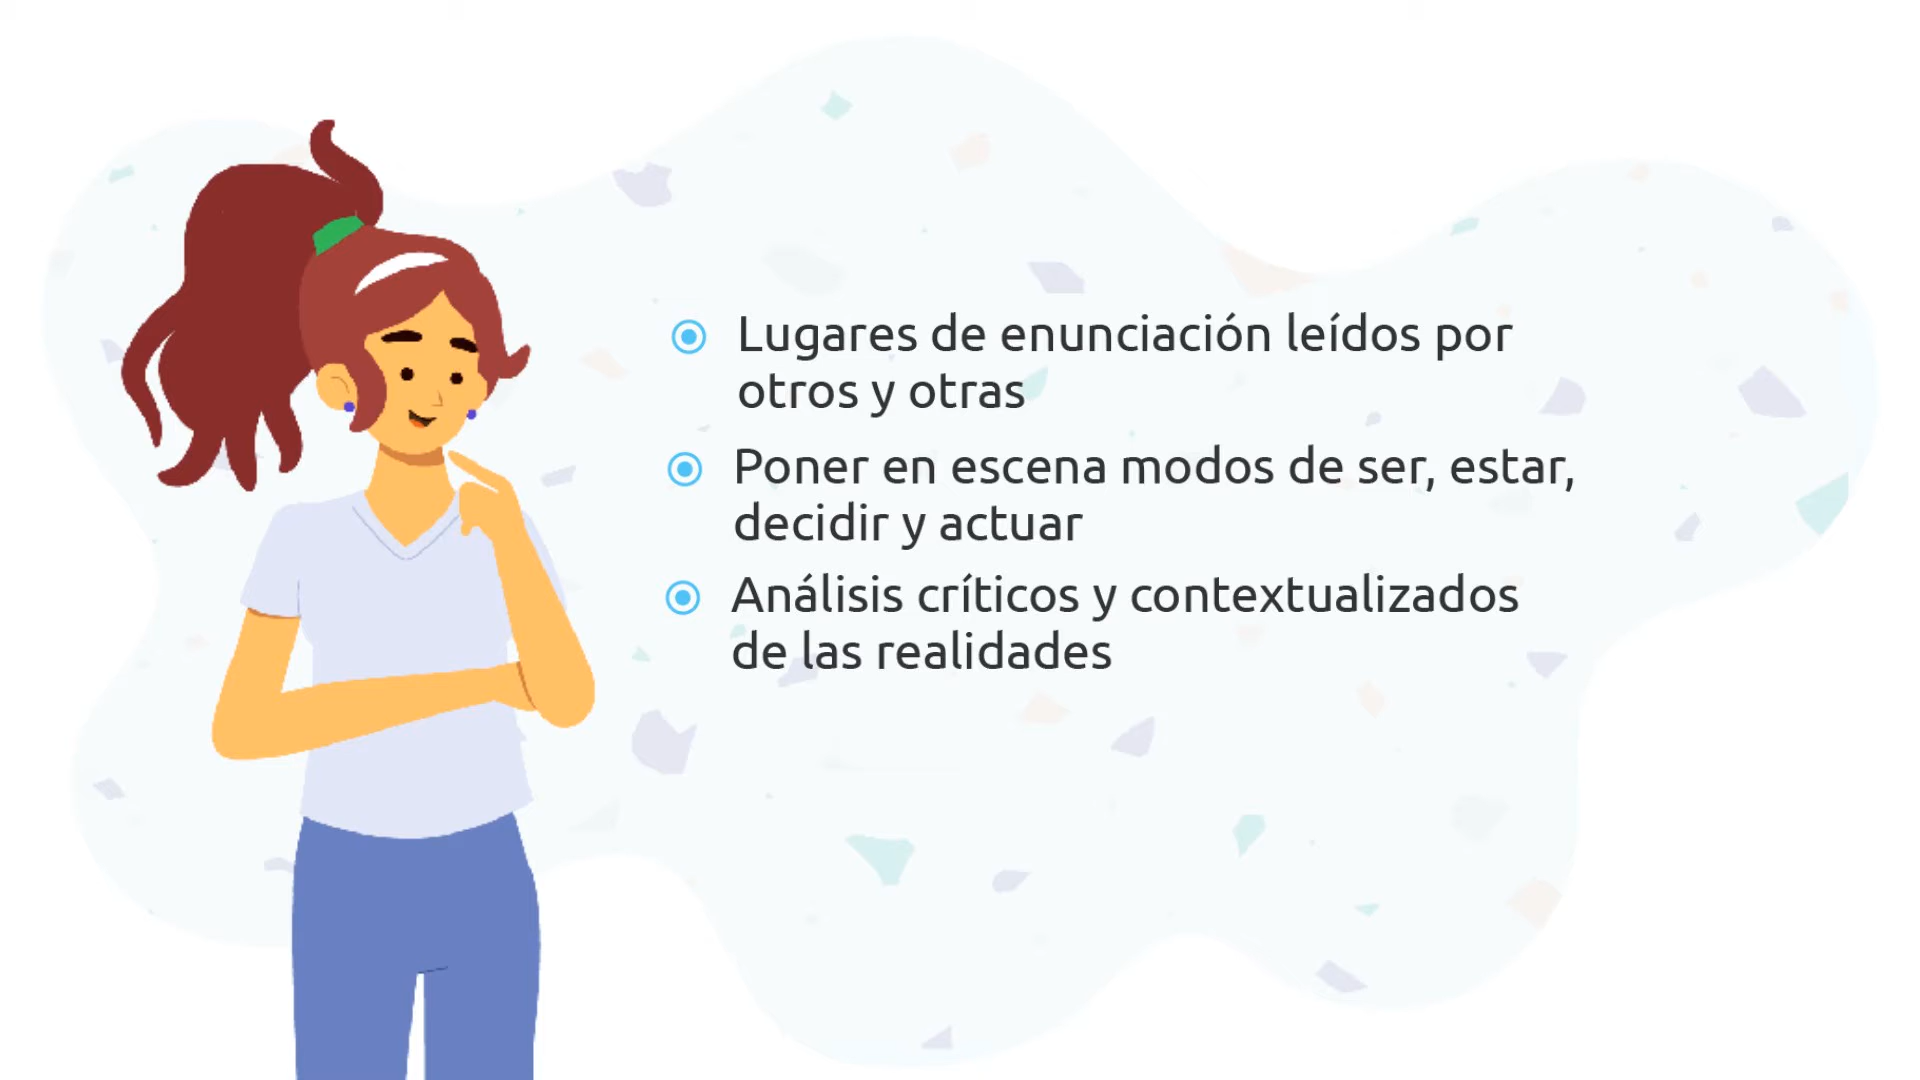 Lugares de enunciación leídos por
otros y otras
Poner en escena modos de ser, estar,
decidir y actuar
Análisis críticos y contextualizados
de las realidades